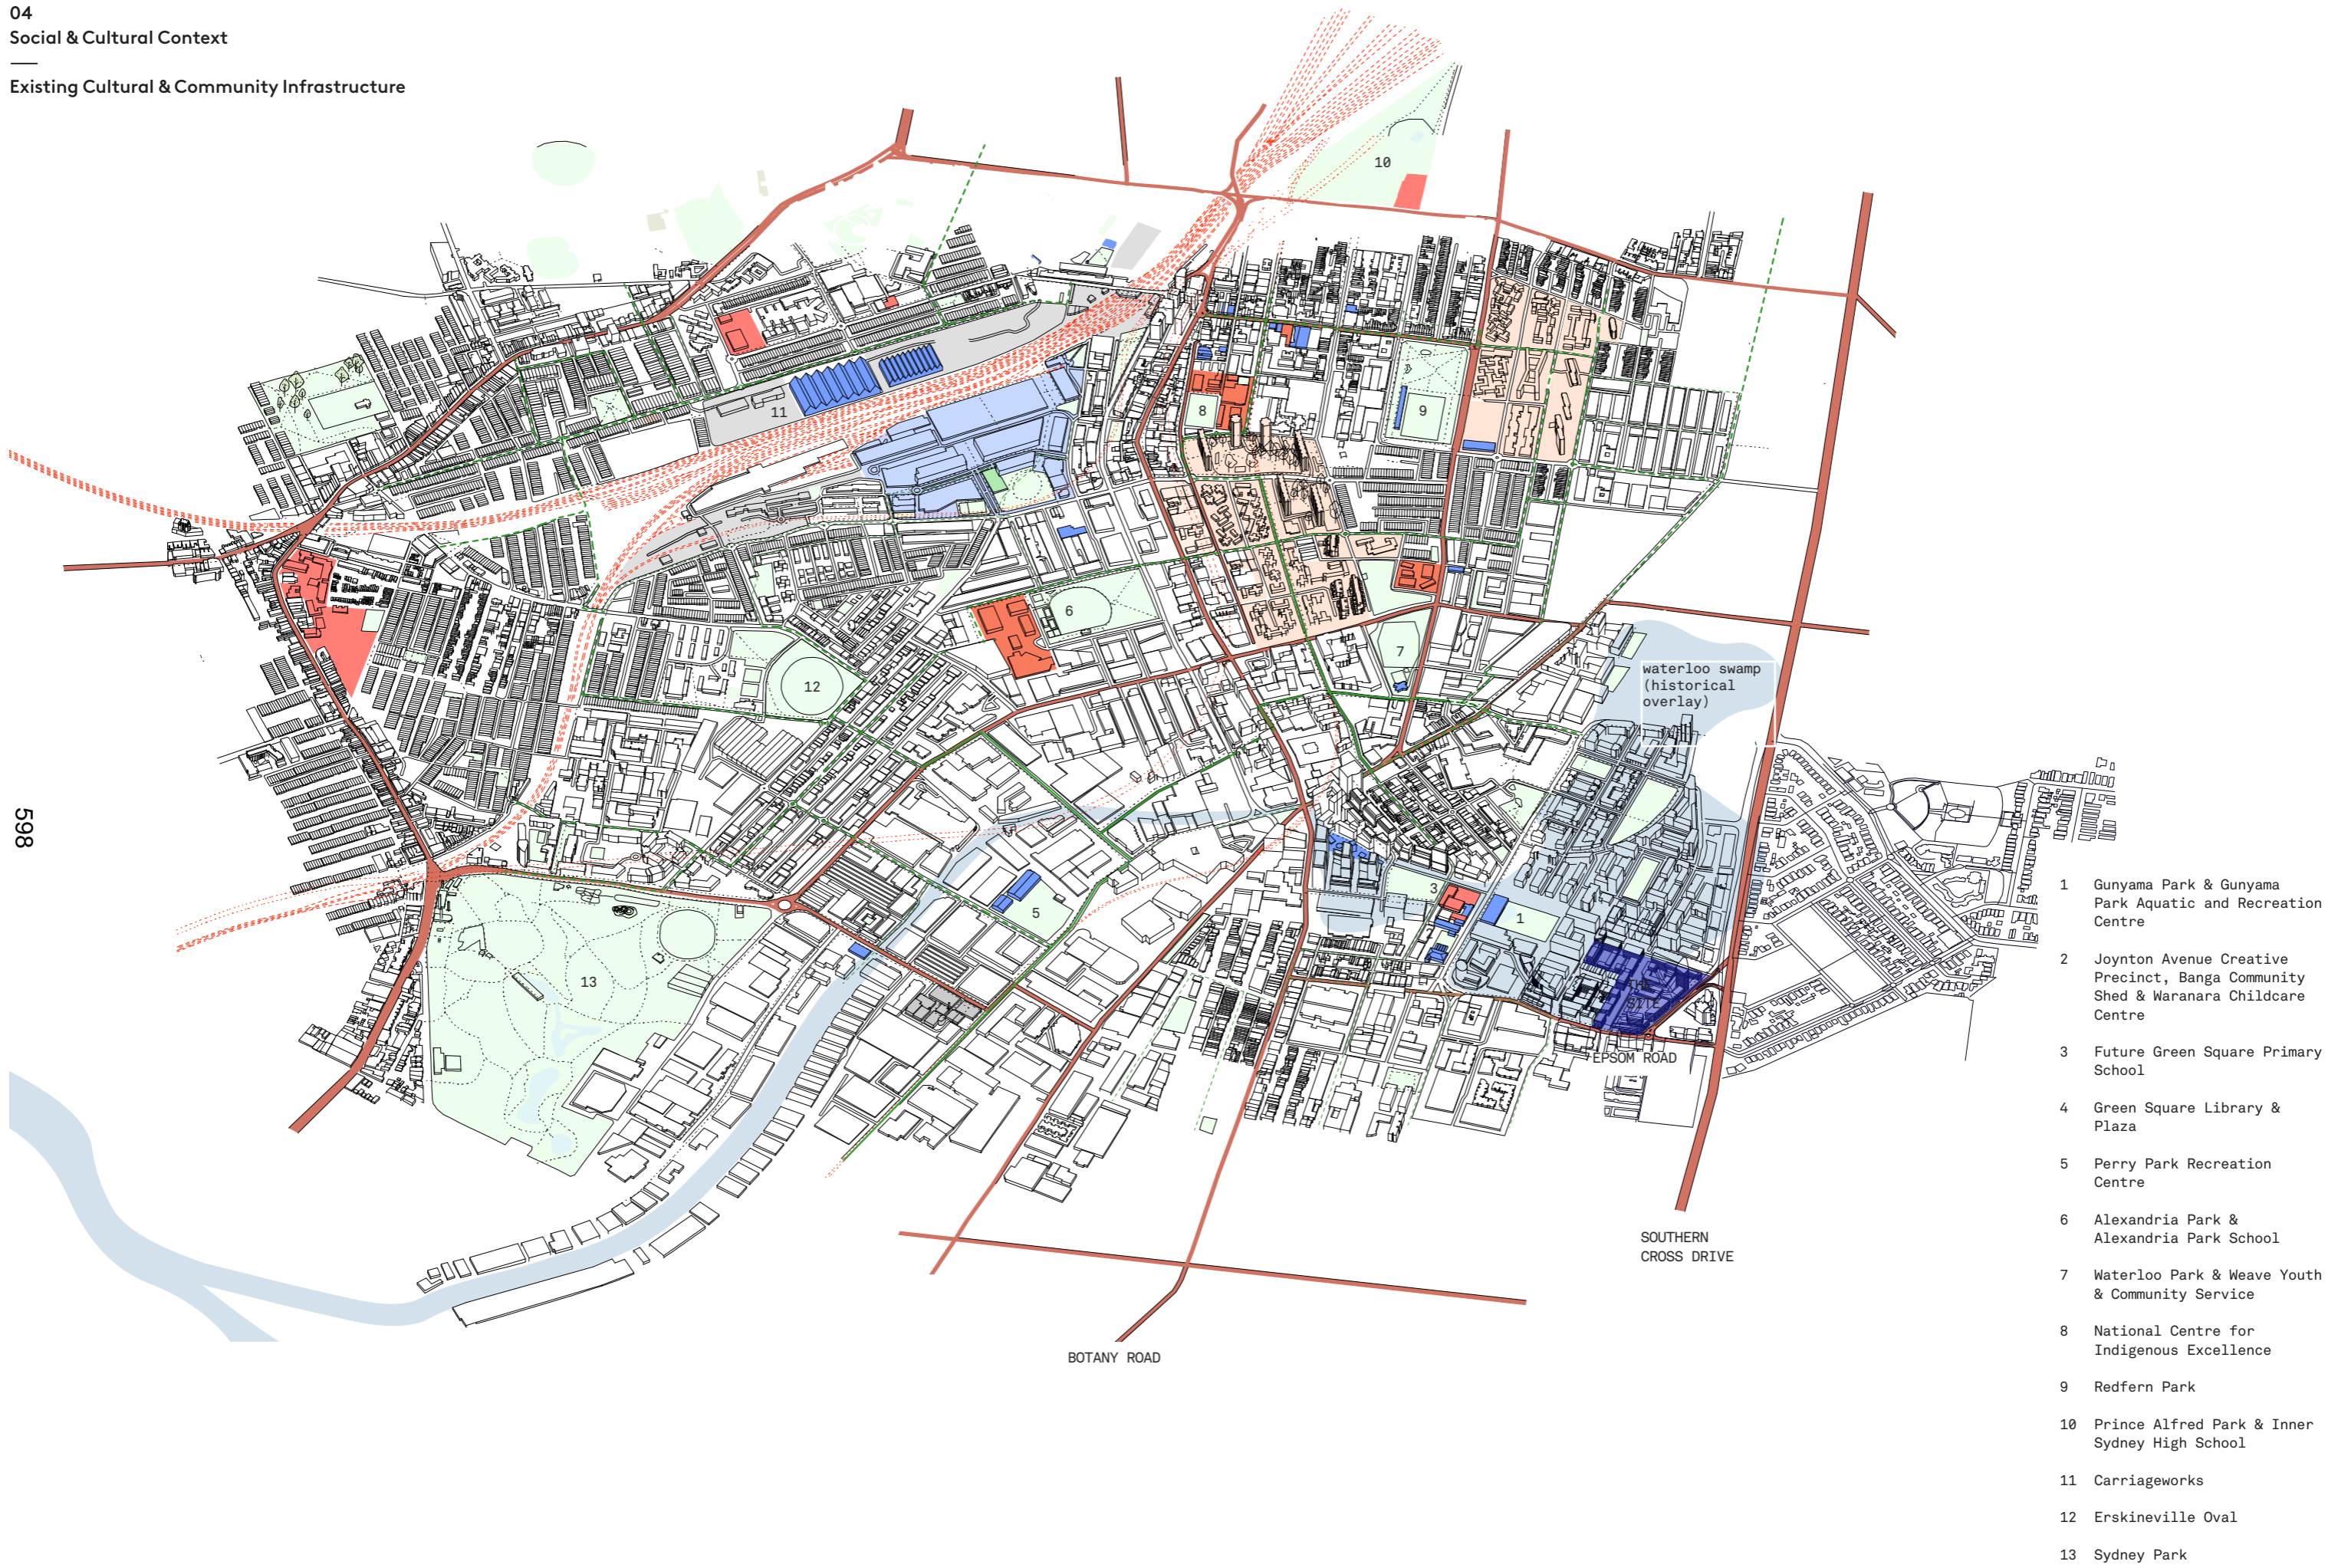 04
Social & Cultural Context
—
Existing Cultural & Community Infrastructure
10
11
8
9
6
12
7
waterloo swamp
(historical
overlay)
5
3
1
13
THE
SITE
EPSOM ROAD
SOUTHERN
CROSS DRIVE
BOTANY ROAD
598
1 Gunyama Park & Gunyama
Park Aquatic and Recreation
Centre
2 Joynton Avenue Creative
Precinct, Banga Community
Shed & Waranara Childcare
Centre
3 Future Green Square Primary
School
4 Green Square Library &
Plaza
5 Perry Park Recreation
Centre
6 Alexandria Park &
Alexandria Park School
7 Waterloo Park & Weave Youth
& Community Service
8 National Centre for
Indigenous Excellence
9 Redfern Park
10 Prince Alfred Park & Inner
Sydney High School
11 Carriageworks
12 Erskineville Oval
13 Sydney Park